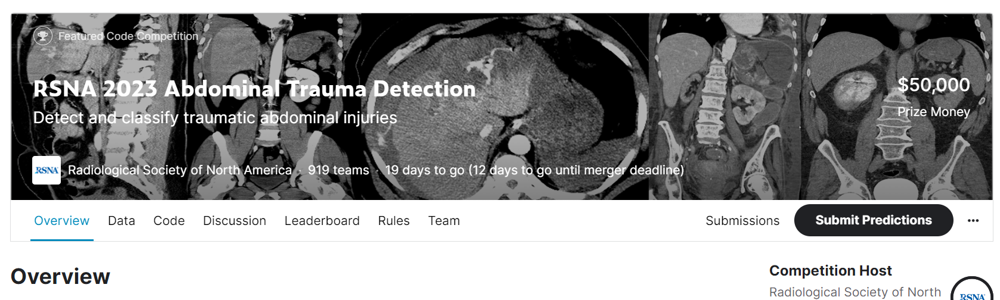 Featured Code Competition
RSNA 2023 Abdominal Trauma Detection
Detect and classify traumatic abdominal injuries
$50,000
Prize Money
RSNA Radiological Society of North America · 919 teams · 19 days to go (12 days to go until merger deadline)
Overview Data Code Discussion Leaderboard Rules Team Submissions Submit Predictions ···
Overview
Competition Host
Radiological Society of North
RSNA